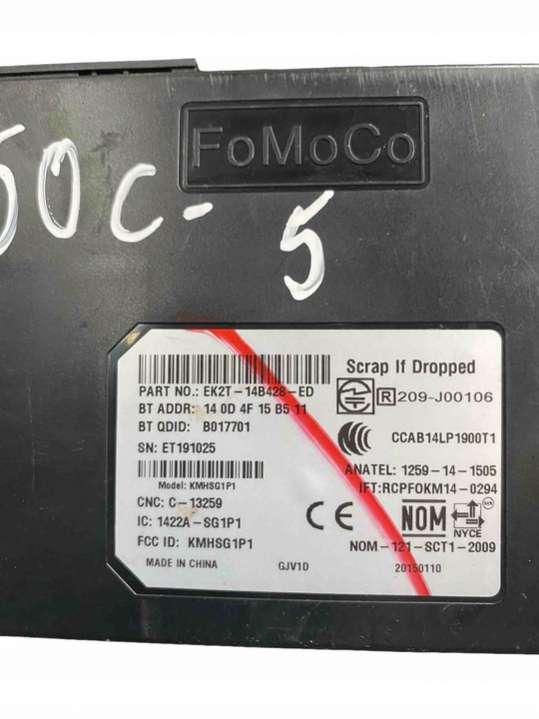 FoMoCo
50C-
5
Scrap If Dropped
PART NO.: EK2T-14B428-ED
BT ADDR: 14 0D 4F 15 B5 11
R 209-J00106
BT QDID: B017701
CCAB14LP1900T1
SN: ET191025
ANATEL: 1259-14-1505
Model: KMHSG1P1
IFT:RCPFOKM14-0294
CNC: C-13259
IC: 1422A-SG1P1
CE
NOM
NYCE
FCC ID: KMHSG1P1
NOM-121-SCT1-2009
MADE IN CHINA
GJV1D
20150110